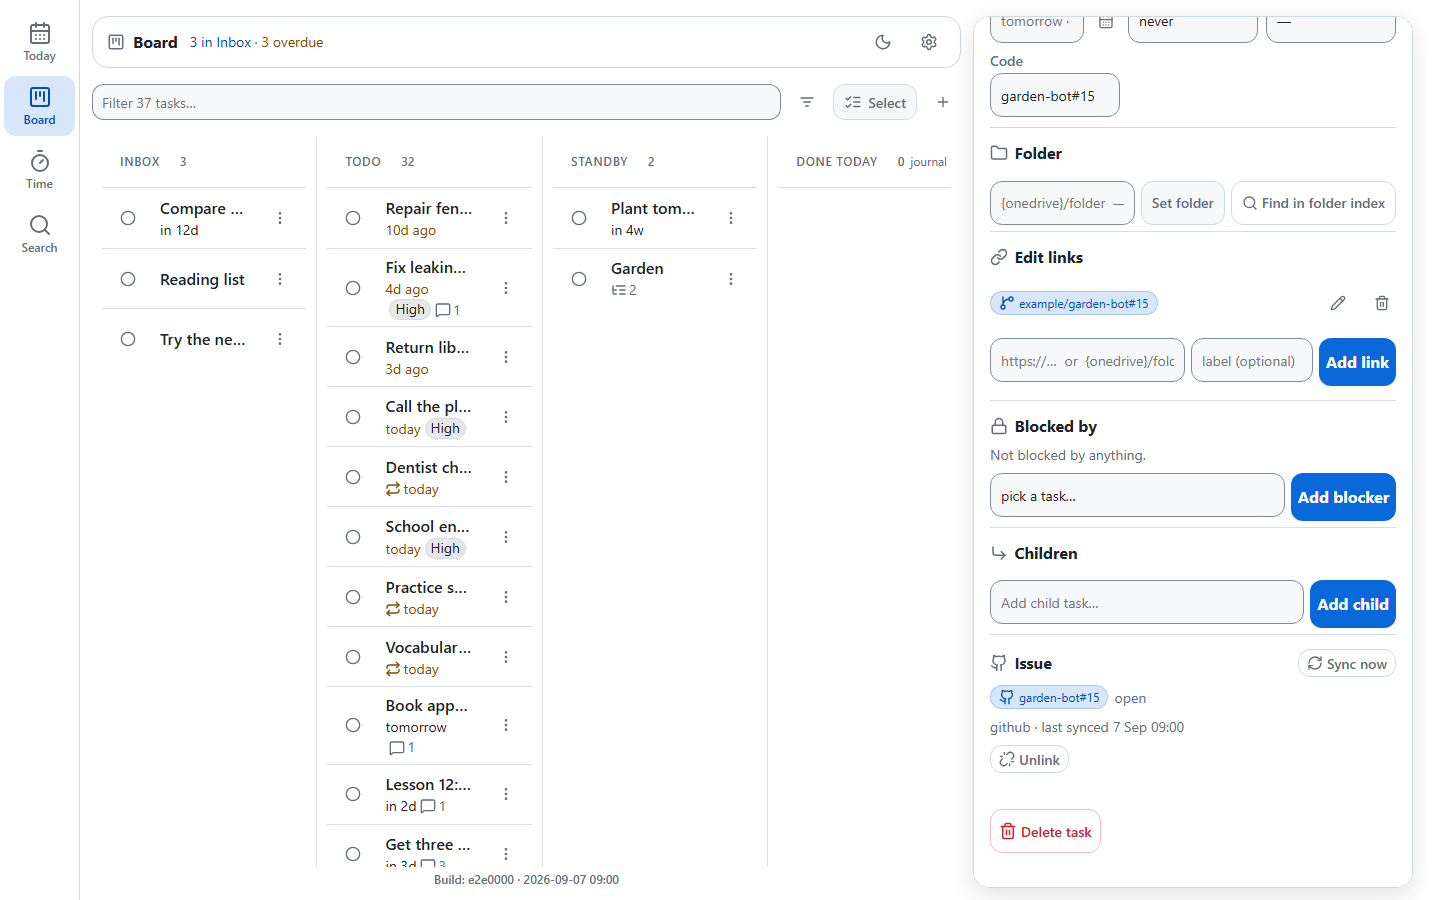 Today
Board
Time
Search
Board 3 in Inbox · 3 overdue
Filter 37 tasks...
Select
INBOX 3
Compare ...
in 12d
Reading list
Try the ne...
TODO 32
Repair fen...
10d ago
Fix leakin...
4d ago
High 1
Return lib...
3d ago
Call the pl...
today High
Dentist ch...
today
School en...
today High
Practice s...
today
Vocabular...
today
Book app...
tomorrow
1
Lesson 12:...
in 2d 1
Get three ...
in 3d 3
STANDBY 2
Plant tom...
in 4w
Garden
2
DONE TODAY 0 journal
Build: e2e0000 · 2026-09-07 09:00
tomorrow ·
never
—
Code
garden-bot#15
Folder
{onedrive}/folder —
Set folder
Find in folder index
Edit links
example/garden-bot#15
https://... or {onedrive}/folc
label (optional)
Add link
Blocked by
Not blocked by anything.
pick a task...
Add blocker
Children
Add child task...
Add child
Issue
Sync now
garden-bot#15 open
github · last synced 7 Sep 09:00
Unlink
Delete task